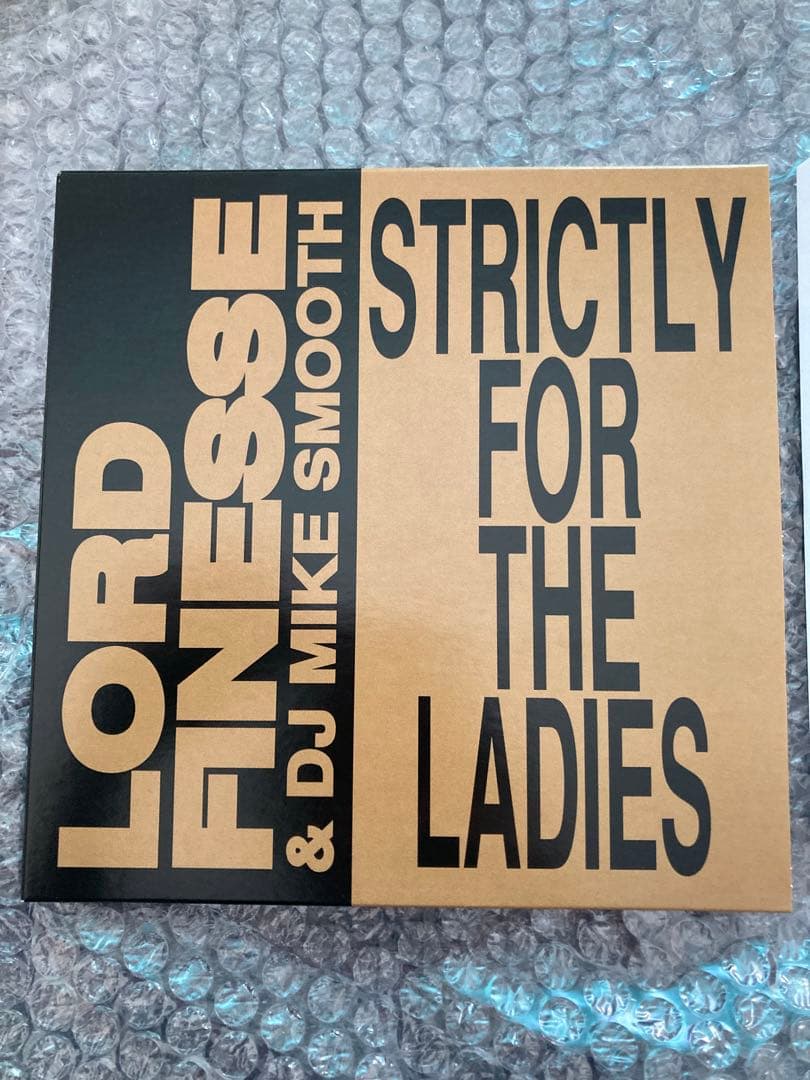 LORD
FINESSE
& DJ MIKE SMOOTH
STRICTLY
FOR
THE
LADIES